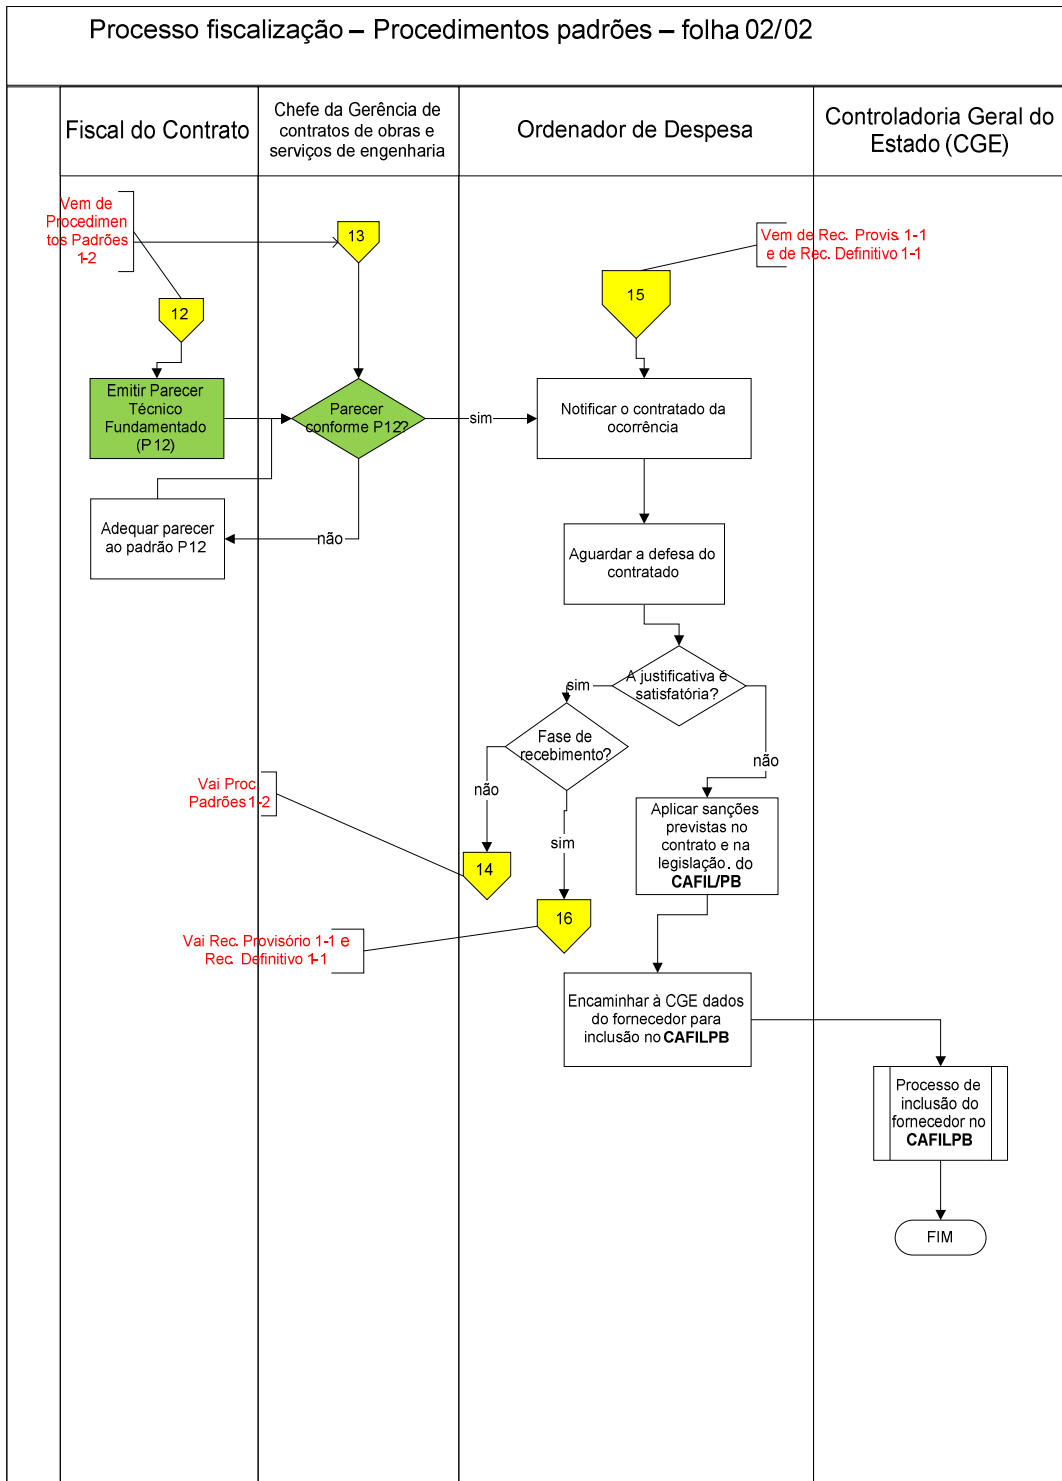 Processo fiscalização – Procedimentos padrões – folha 02/02
Fiscal do Contrato
Chefe da Gerência de
contratos de obras e
serviços de engenharia
Ordenador de Despesa
Controladoria Geral do
Estado (CGE)
Vem de
Procedimen
tos Padrões
1-2
13
Vem de Rec. Provis. 1-1
e de Rec. Definitivo 1-1
12
15
Emitir Parecer
Técnico
Fundamentado
(P12)
Parecer
conforme P12?
sim
Notificar o contratado da
ocorrência
Adequar parecer
ao padrão P12
não
Aguardar a defesa do
contratado
A justificativa é
satisfatória?
sim
Fase de
recebimento?
não
não
sim
Vai Proc.
Padrões 1-2
Aplicar sanções
previstas no
contrato e na
legislação. do
CAFIL/PB
14
16
Vai Rec. Provisório 1-1 e
Rec. Definitivo 1-1
Encaminhar à CGE dados
do fornecedor para
inclusão no CAFILPB
Processo de
inclusão do
fornecedor no
CAFILPB
FIM